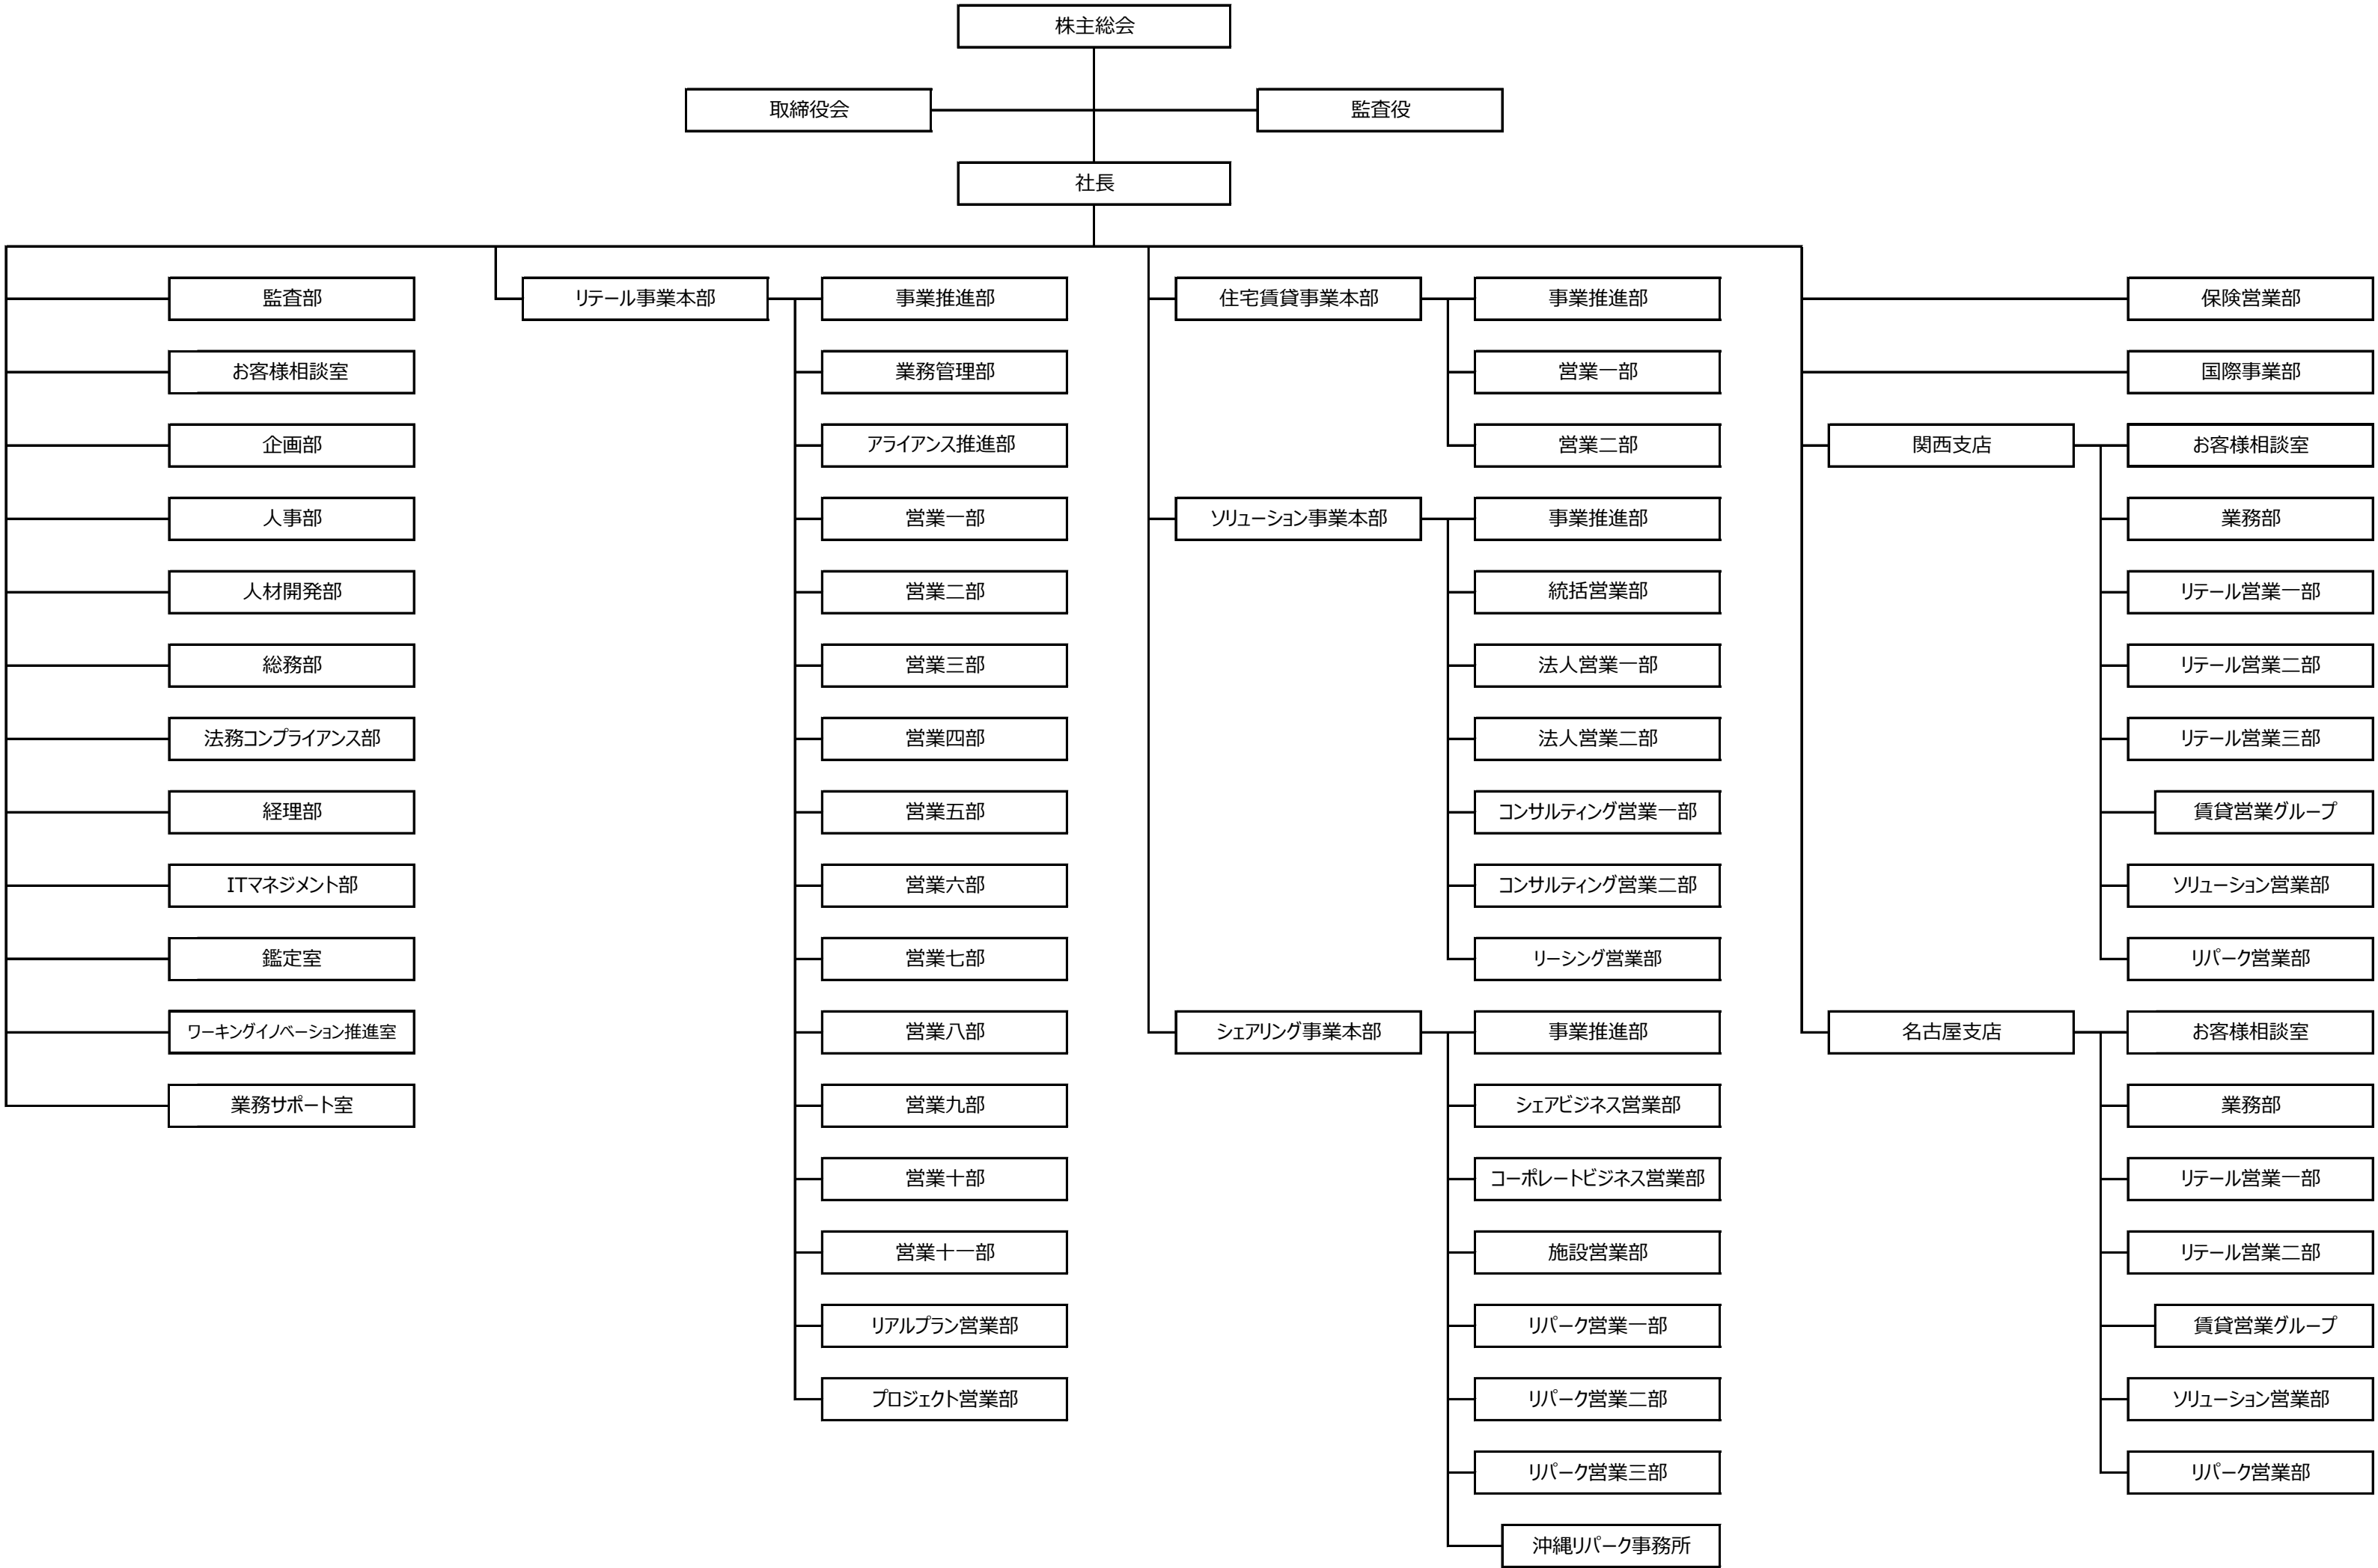 株主総会
取締役会
監査役
社長
監査部
お客様相談室
企画部
人事部
人材開発部
総務部
法務コンプライアンス部
経理部
ITマネジメント部
鑑定室
ワーキングイノベーション推進室
業務サポート室
リテール事業本部
事業推進部
業務管理部
アライアンス推進部
営業一部
営業二部
営業三部
営業四部
営業五部
営業六部
営業七部
営業八部
営業九部
営業十部
営業十一部
リアルプラン営業部
プロジェクト営業部
住宅賃貸事業本部
事業推進部
営業一部
営業二部
ソリューション事業本部
事業推進部
統括営業部
法人営業一部
法人営業二部
コンサルティング営業一部
コンサルティング営業二部
リーシング営業部
シェアリング事業本部
事業推進部
シェアビジネス営業部
コーポレートビジネス営業部
施設営業部
リパーク営業一部
リパーク営業二部
リパーク営業三部
沖縄リパーク事務所
保険営業部
国際事業部
関西支店
お客様相談室
業務部
リテール営業一部
リテール営業二部
リテール営業三部
賃貸営業グループ
ソリューション営業部
リパーク営業部
名古屋支店
お客様相談室
業務部
リテール営業一部
リテール営業二部
賃貸営業グループ
ソリューション営業部
リパーク営業部